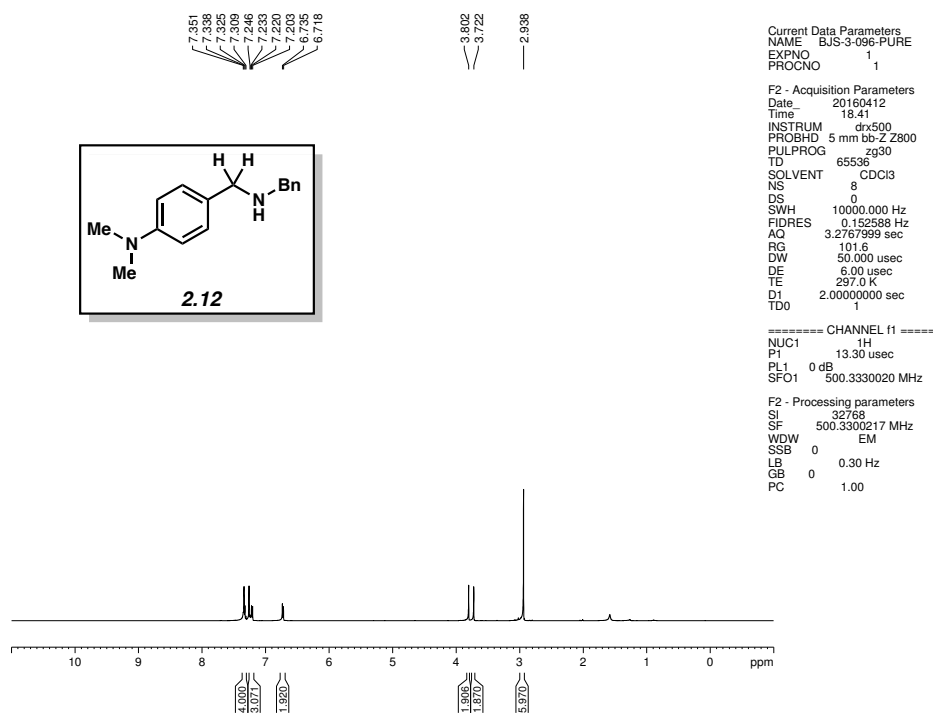 7.351
7.338
7.325
7.309
7.246
7.233
7.220
7.203
6.735
6.718
3.802
3.722
2.938
H H
N
H
Bn
Me
N
Me
2.12
Current Data Parameters
NAME BJS-3-096-PURE
EXPNO 1
PROCNO 1
F2 - Acquisition Parameters
Date_ 20160412
Time 18.41
INSTRUM drx500
PROBHD 5 mm bb-Z Z800
PULPROG zg30
TD 65536
SOLVENT CDCl3
NS 8
DS 0
SWH 10000.000 Hz
FIDRES 0.152588 Hz
AQ 3.2767999 sec
RG 101.6
DW 50.000 usec
DE 6.00 usec
TE 297.0 K
D1 2.00000000 sec
TD0 1
======== CHANNEL f1 =====
NUC1 1H
P1 13.30 usec
PL1 0 dB
SFO1 500.3330020 MHz
F2 - Processing parameters
SI 32768
SF 500.3300217 MHz
WDW EM
SSB 0
LB 0.30 Hz
GB 0
PC 1.00
10 9 8 7 6 5 4 3 2 1 0 ppm
4.000
3.071
1.920
1.906
1.870
5.970